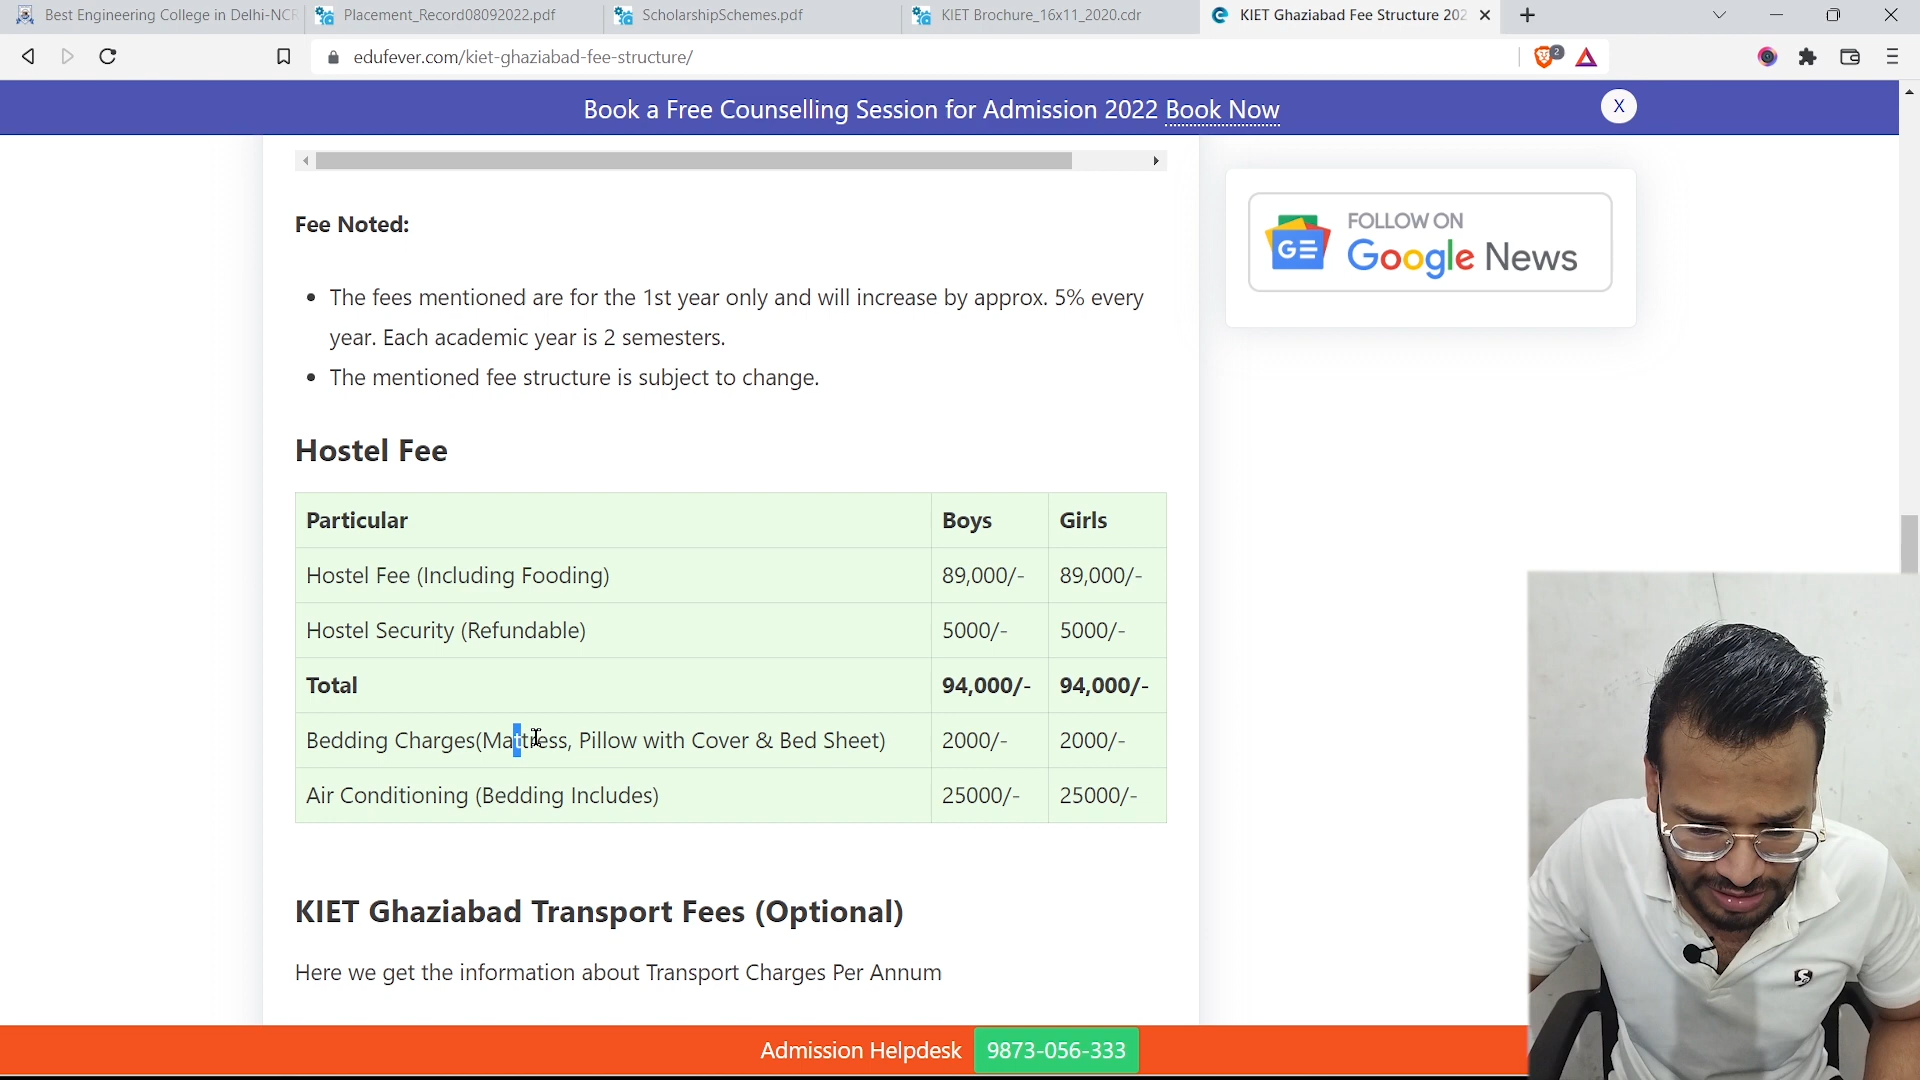 Best Engineering College in Delhi-NCR
Placement_Record08092022.pdf
ScholarshipSchemes.pdf
KIET Brochure_16x11_2020.cdr
KIET Ghaziabad Fee Structure 202
edufever.com/kiet-ghaziabad-fee-structure/
2
Book a Free Counselling Session for Admission 2022 Book Now
X
FOLLOW ON
GE Google News
Fee Noted:
• The fees mentioned are for the 1st year only and will increase by approx. 5% every
year. Each academic year is 2 semesters.
• The mentioned fee structure is subject to change.
Hostel Fee
Particular Boys Girls
Hostel Fee (Including Fooding) 89,000/- 89,000/-
Hostel Security (Refundable) 5000/- 5000/-
Total 94,000/- 94,000/-
Bedding Charges(Mattress, Pillow with Cover & Bed Sheet) 2000/- 2000/-
Air Conditioning (Bedding Includes) 25000/- 25000/-
KIET Ghaziabad Transport Fees (Optional)
Here we get the information about Transport Charges Per Annum
Admission Helpdesk 9873-056-333